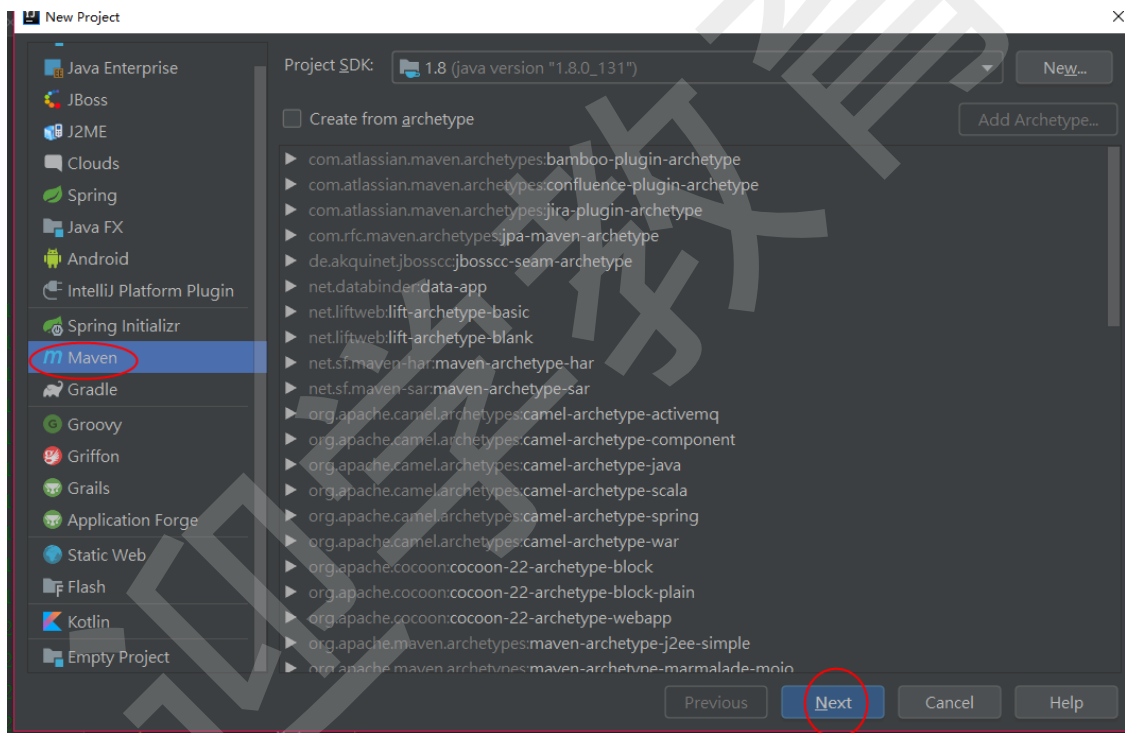 New Project
Java Enterprise
JBoss
J2ME
Clouds
Spring
Java FX
Android
IntelliJ Platform Plugin
Spring Initializr
Maven
Gradle
Groovy
Griffon
Grails
Application Forge
Static Web
Flash
Kotlin
Empty Project
Project SDK: 1.8 (java version "1.8.0_131") New...
Create from archetype Add Archetype...
com.atlassian.maven.archetypes:bamboo-plugin-archetype
com.atlassian.maven.archetypes:confluence-plugin-archetype
com.atlassian.maven.archetypes:jira-plugin-archetype
com.rfc.maven.archetypes:jpa-maven-archetype
de.akquinet.jbosscc:jbosscc-seam-archetype
net.databinder:data-app
net.liftweb:lift-archetype-basic
net.liftweb:lift-archetype-blank
net.sf.maven-har:maven-archetype-har
net.sf.maven-sar:maven-archetype-sar
org.apache.camel.archetypes:camel-archetype-activemq
org.apache.camel.archetypes:camel-archetype-component
org.apache.camel.archetypes:camel-archetype-java
org.apache.camel.archetypes:camel-archetype-scala
org.apache.camel.archetypes:camel-archetype-spring
org.apache.camel.archetypes:camel-archetype-war
org.apache.cocoon:cocoon-22-archetype-block
org.apache.cocoon:cocoon-22-archetype-block-plain
org.apache.cocoon:cocoon-22-archetype-webapp
org.apache.maven.archetypes:maven-archetype-j2ee-simple
org.apache.maven.archetypes:maven-archetype-marmalade-mojo
Previous Next Cancel Help